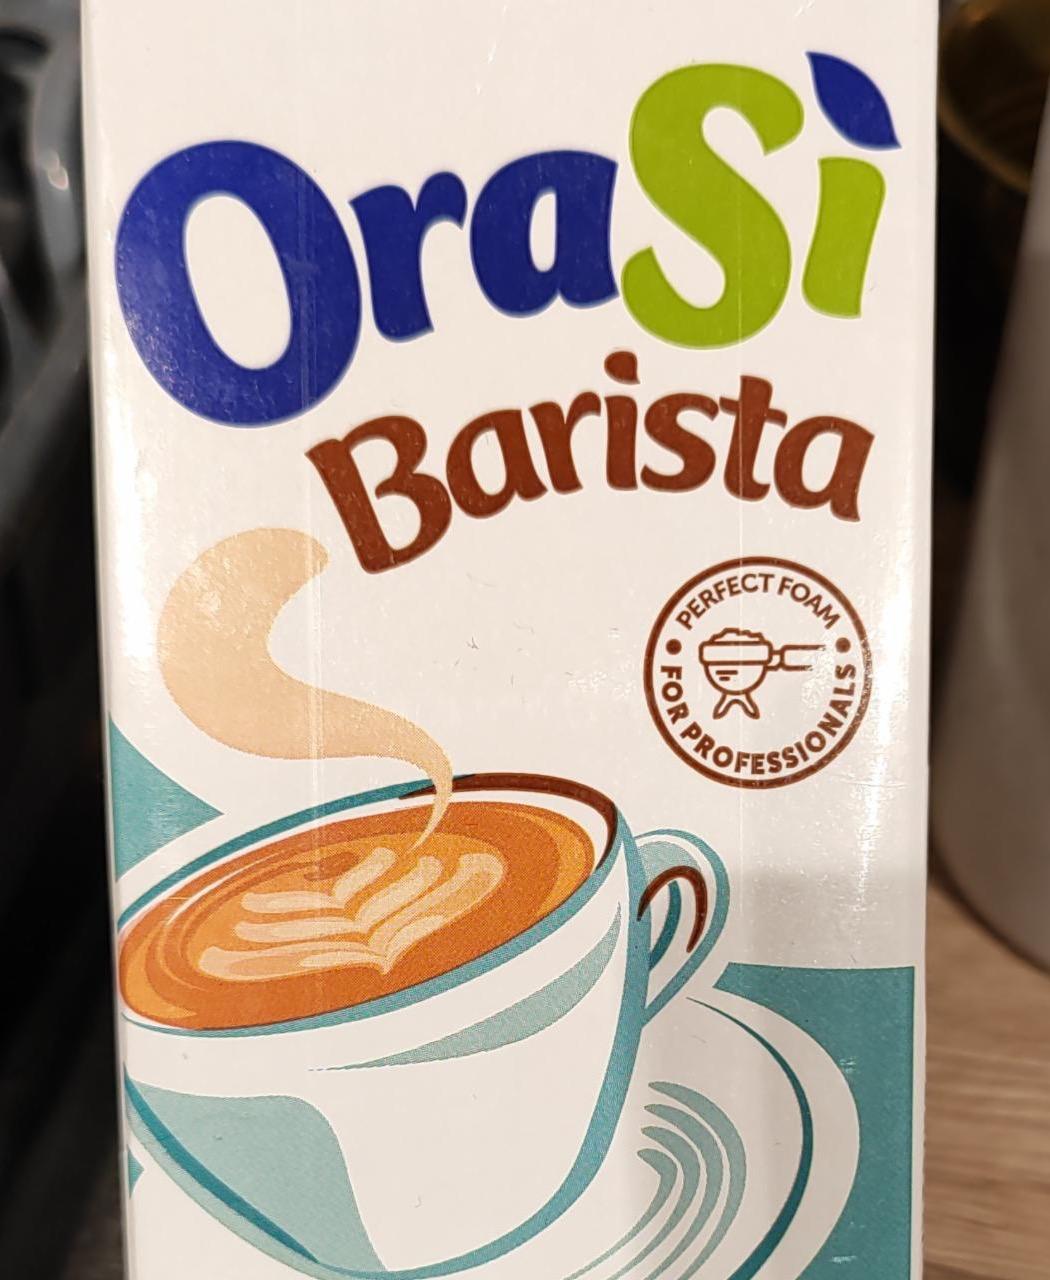 OraSì
Barista
PERFECT FOAM
FOR PROFESSIONALS